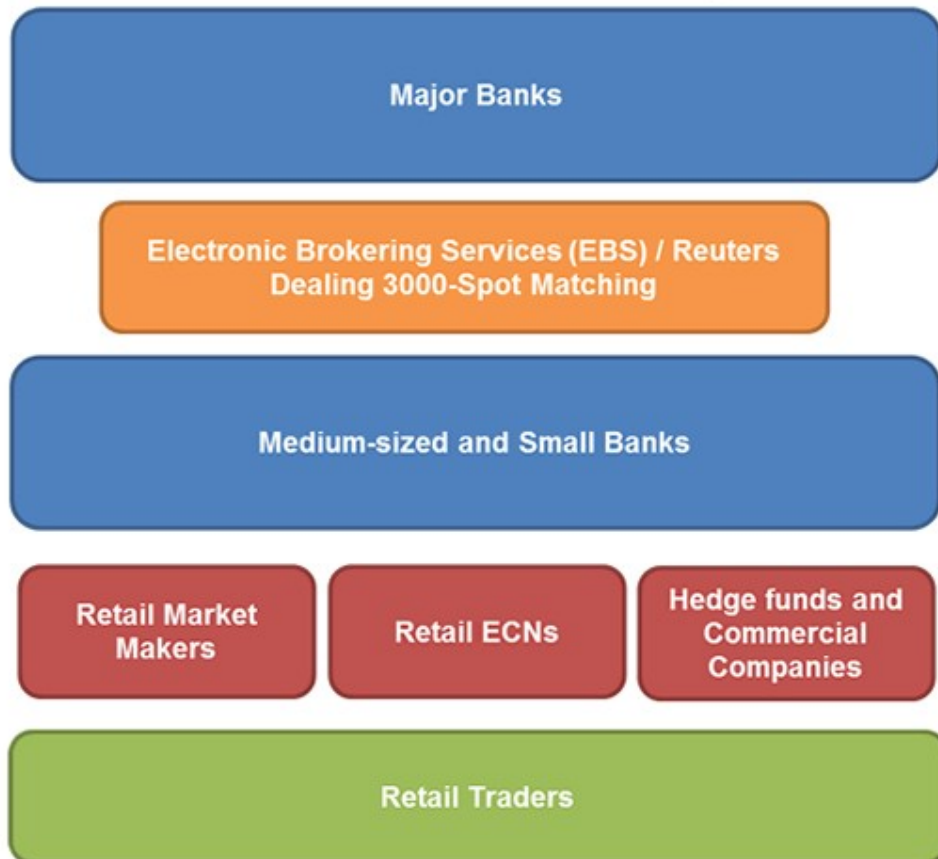 Major Banks
Electronic Brokering Services (EBS) / Reuters
Dealing 3000-Spot Matching
Medium-sized and Small Banks
Retail Market
Makers
Retail ECNs
Hedge funds and
Commercial
Companies
Retail Traders